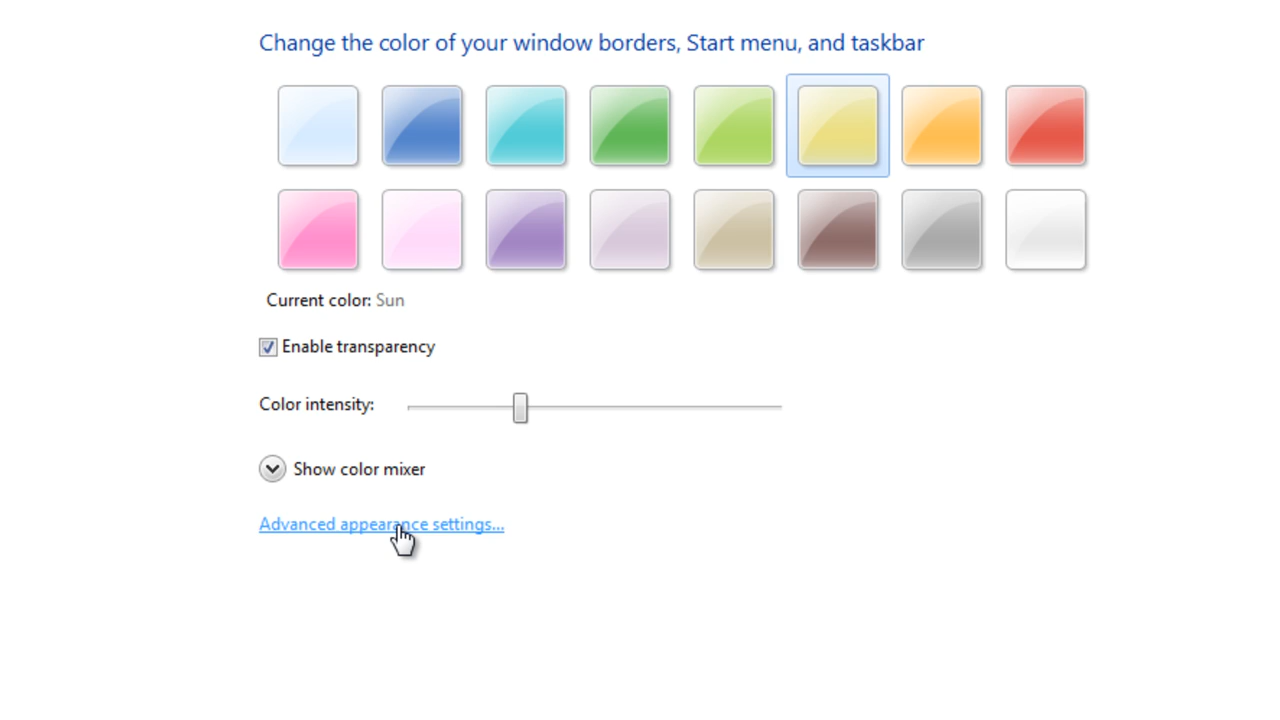 Change the color of your window borders, Start menu, and taskbar
Current color: Sun
Enable transparency
Color intensity:
Show color mixer
Advanced appearance settings...